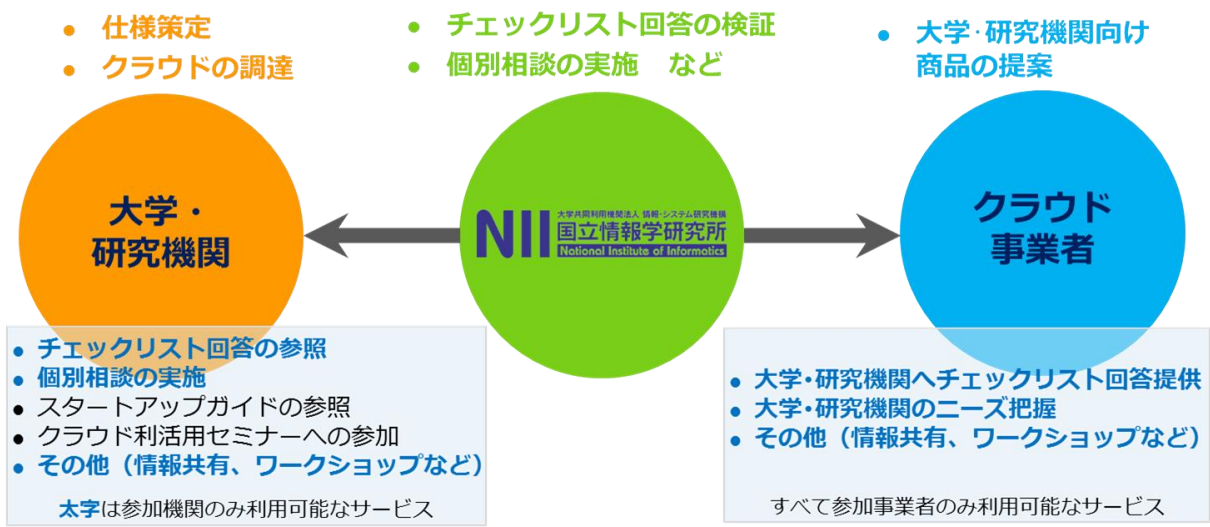 ● 仕様策定
● クラウドの調達
● チェックリスト回答の検証
● 個別相談の実施　など
● 大学・研究機関向け
商品の提案
大学・
研究機関
NII
大学共同利用機関法人 情報・システム研究機構
国立情報学研究所
National Institute of Informatics
クラウド
事業者
● チェックリスト回答の参照
● 個別相談の実施
● スタートアップガイドの参照
● クラウド利活用セミナーへの参加
● その他（情報共有、ワークショップなど）
太字は参加機関のみ利用可能なサービス
● 大学・研究機関へチェックリスト回答提供
● 大学・研究機関のニーズ把握
● その他（情報共有、ワークショップなど）
すべて参加事業者のみ利用可能なサービス